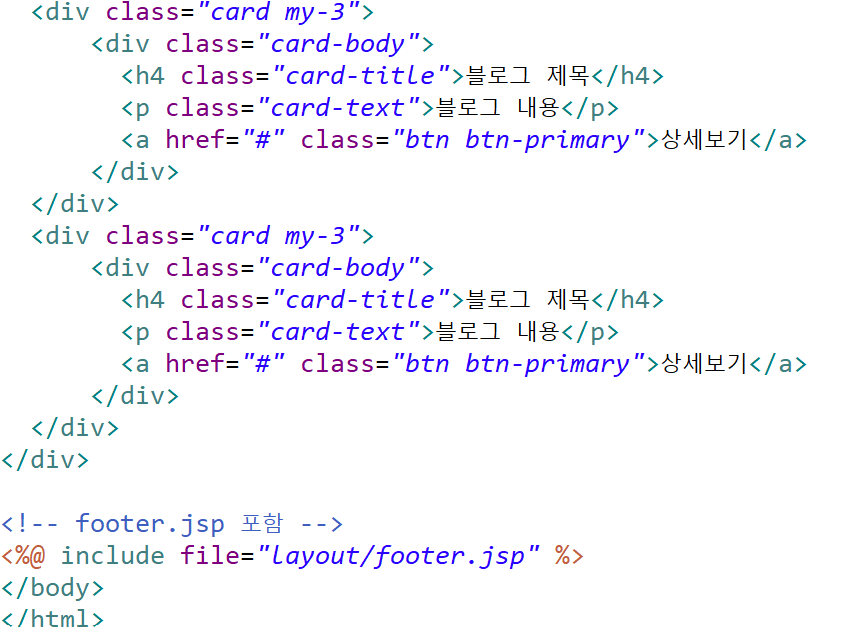 <div class="card my-3">
<div class="card-body">
<h4 class="card-title">블로그 제목</h4>
<p class="card-text">블로그 내용</p>
<a href="#" class="btn btn-primary">상세보기</a>
</div>
</div>
<div class="card my-3">
<div class="card-body">
<h4 class="card-title">블로그 제목</h4>
<p class="card-text">블로그 내용</p>
<a href="#" class="btn btn-primary">상세보기</a>
</div>
</div>
</div>
<!-- footer.jsp 포함 -->
<%@ include file="layout/footer.jsp" %>
</body>
</html>